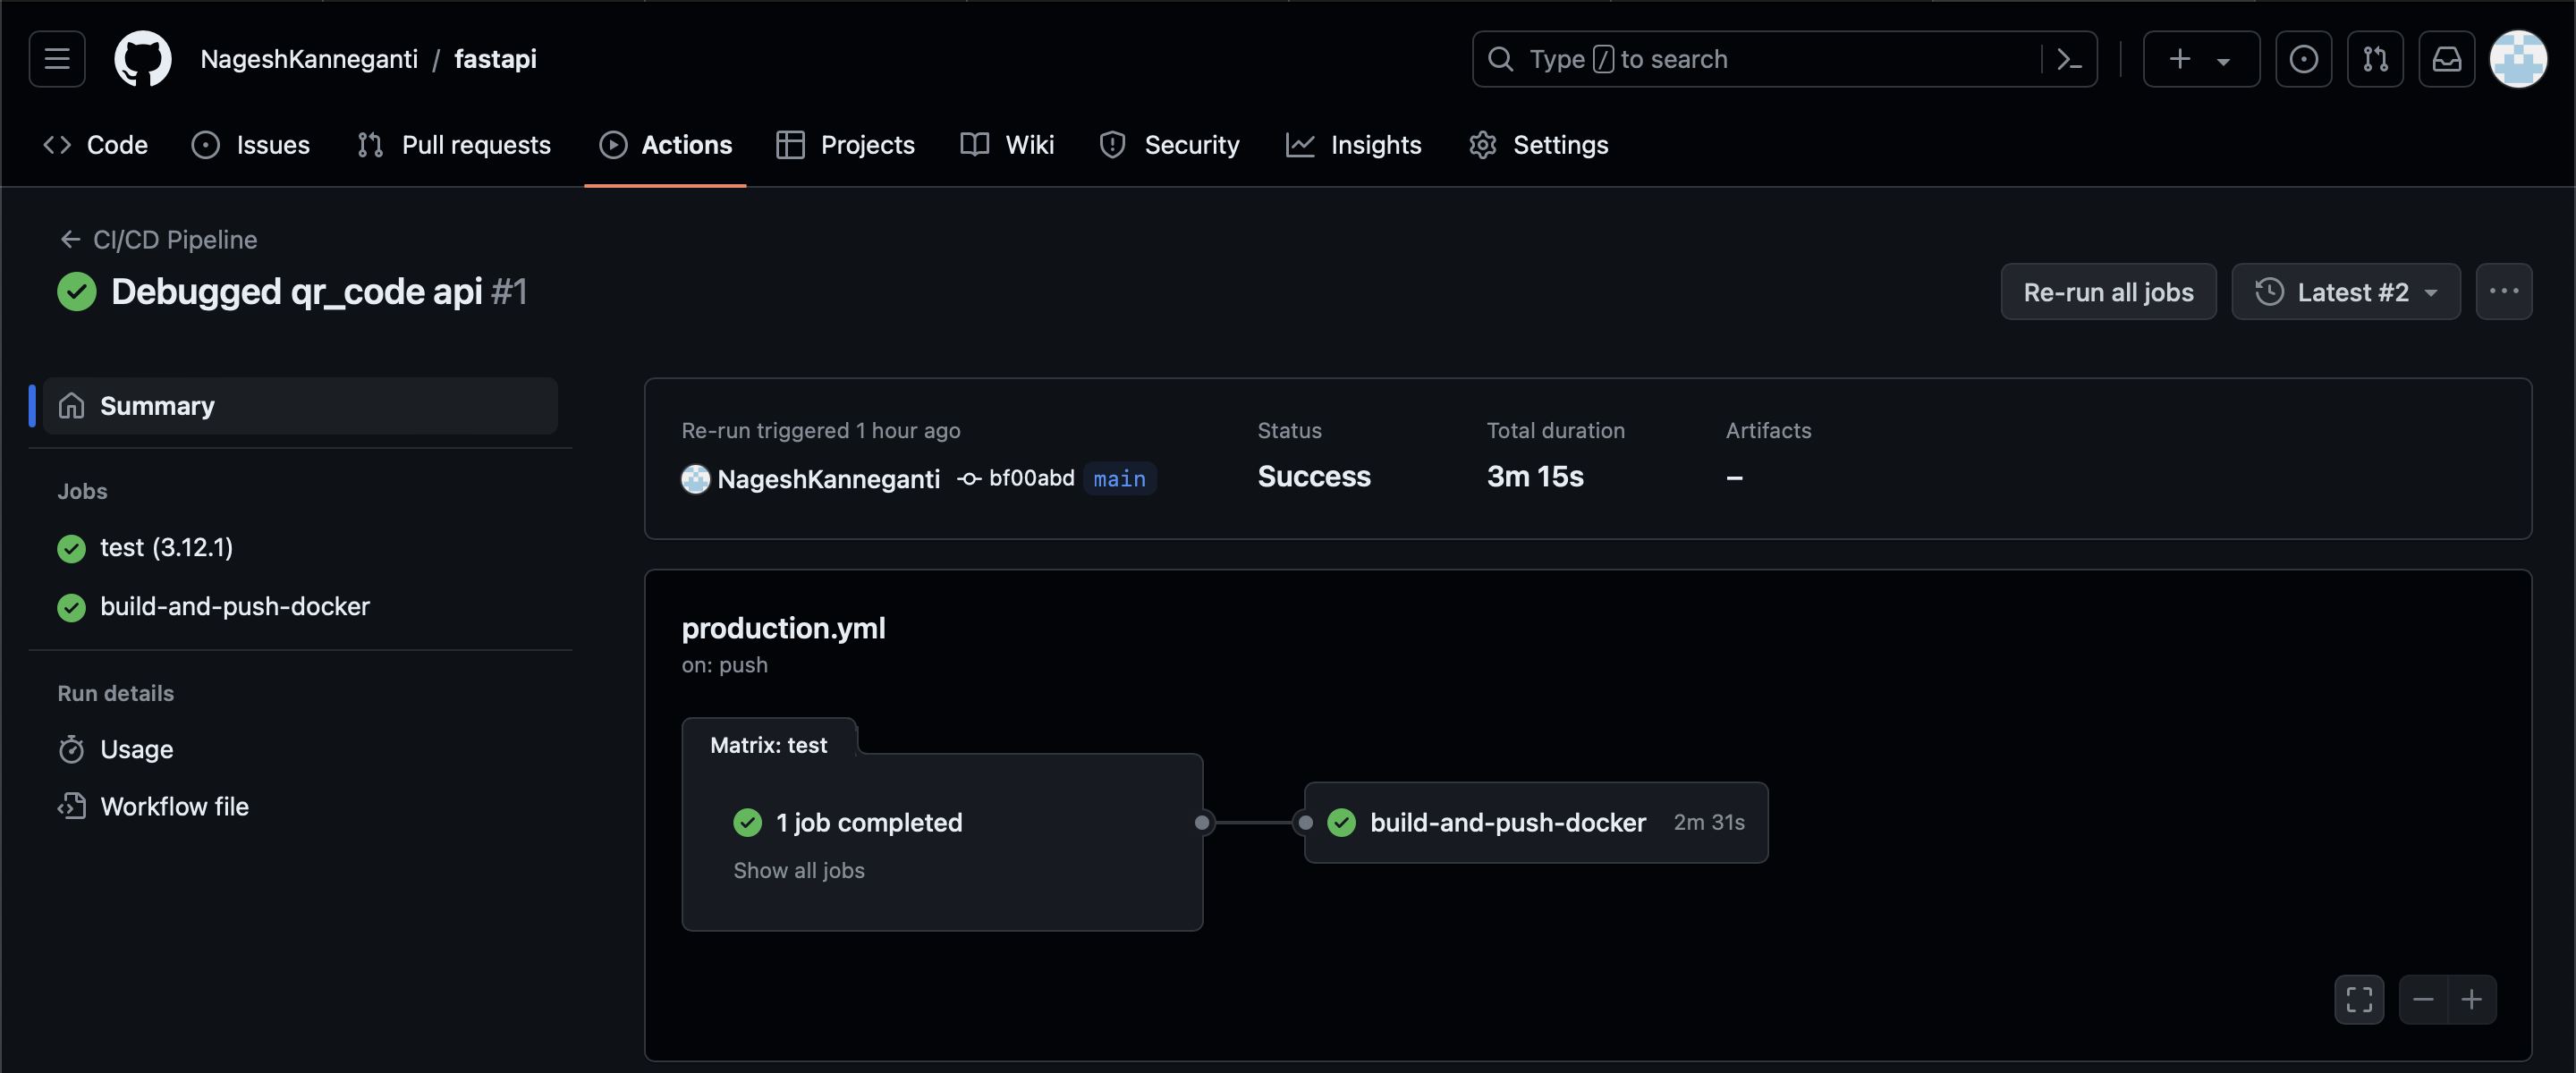 NageshKanneganti / fastapi
Type / to search
Code
Issues
Pull requests
Actions
Projects
Wiki
Security
Insights
Settings
CI/CD Pipeline
Debugged qr_code api #1
Re-run all jobs
Latest #2
Summary
Jobs
test (3.12.1)
build-and-push-docker
Run details
Usage
Workflow file
Re-run triggered 1 hour ago
NageshKanneganti bf00abd main
Status
Success
Total duration
3m 15s
Artifacts
–
production.yml
on: push
Matrix: test
1 job completed
Show all jobs
build-and-push-docker 2m 31s